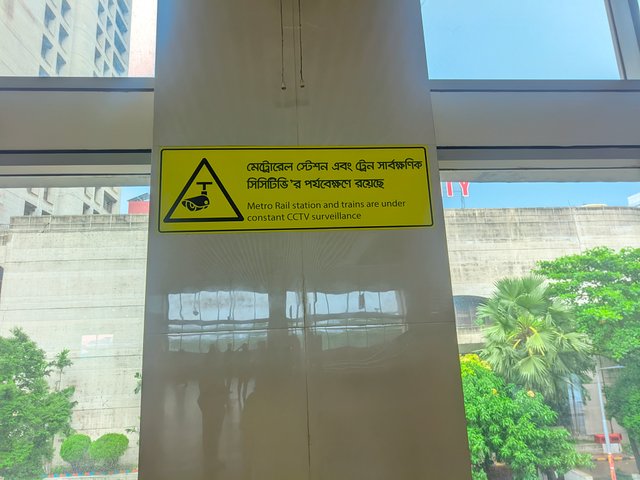 মেট্রোরেল স্টেশন এবং ট্রেন সার্বক্ষণিক
সিসিটিভি'র পর্যবেক্ষণে রয়েছে
Metro Rail station and trains are under
constant CCTV surveillance